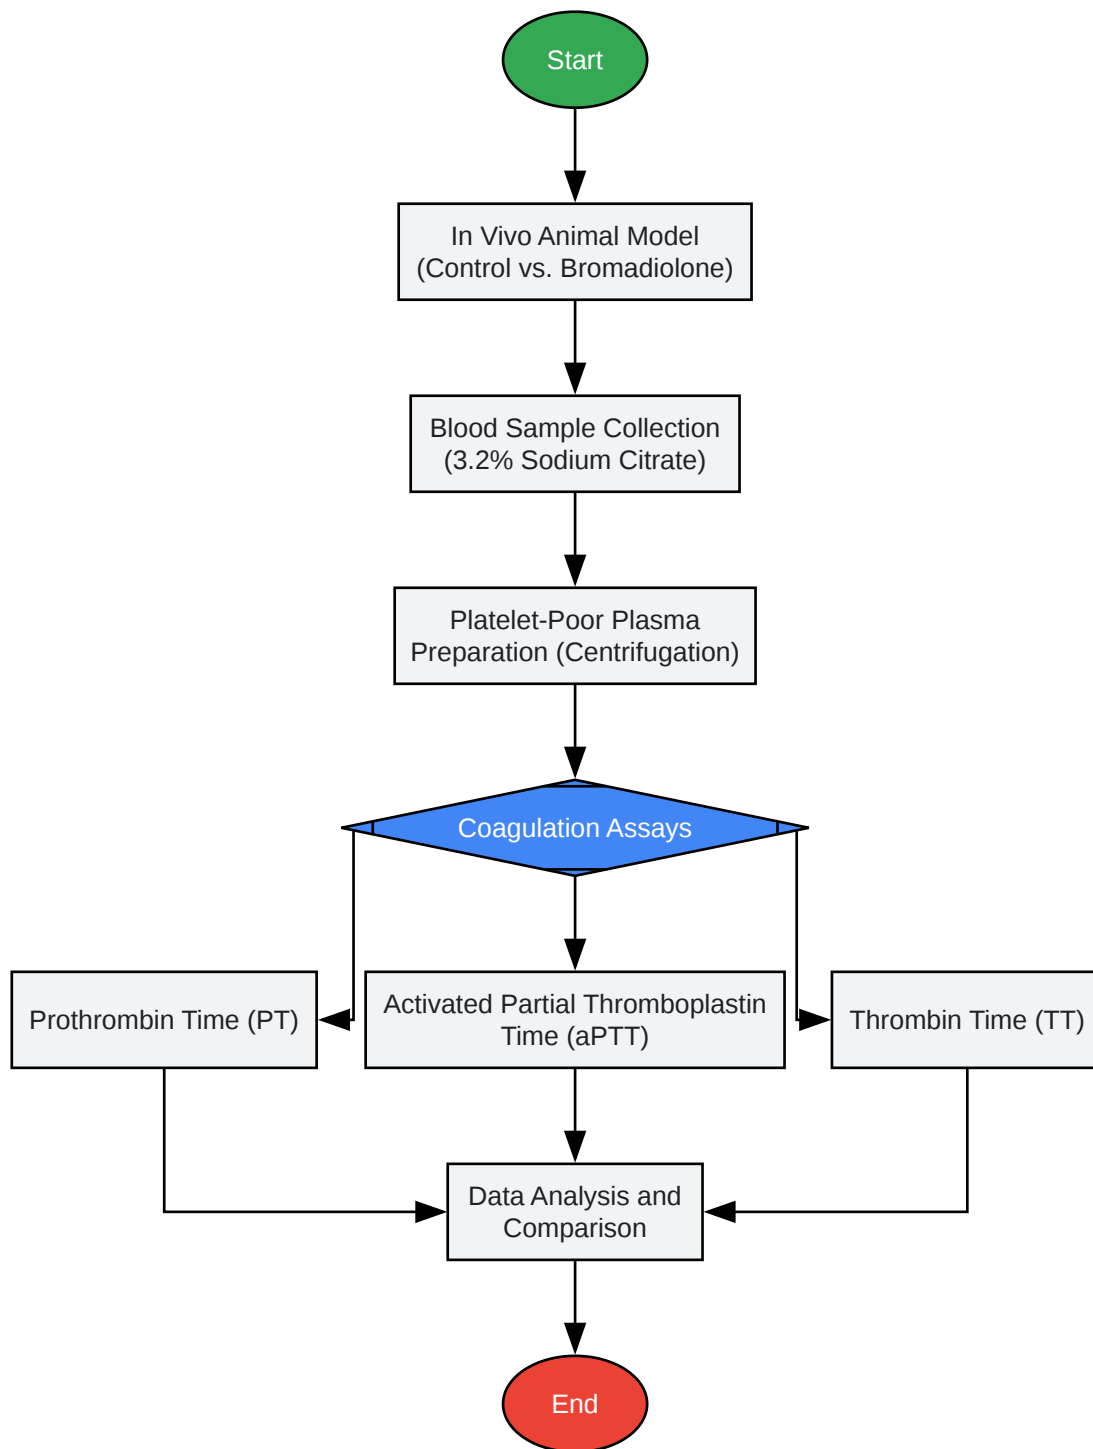 Start
In Vivo Animal Model
(Control vs. Bromadiolone)
Blood Sample Collection
(3.2% Sodium Citrate)
Platelet-Poor Plasma
Preparation (Centrifugation)
Coagulation Assays
Prothrombin Time (PT)
Activated Partial Thromboplastin
Time (aPTT)
Thrombin Time (TT)
Data Analysis and
Comparison
End